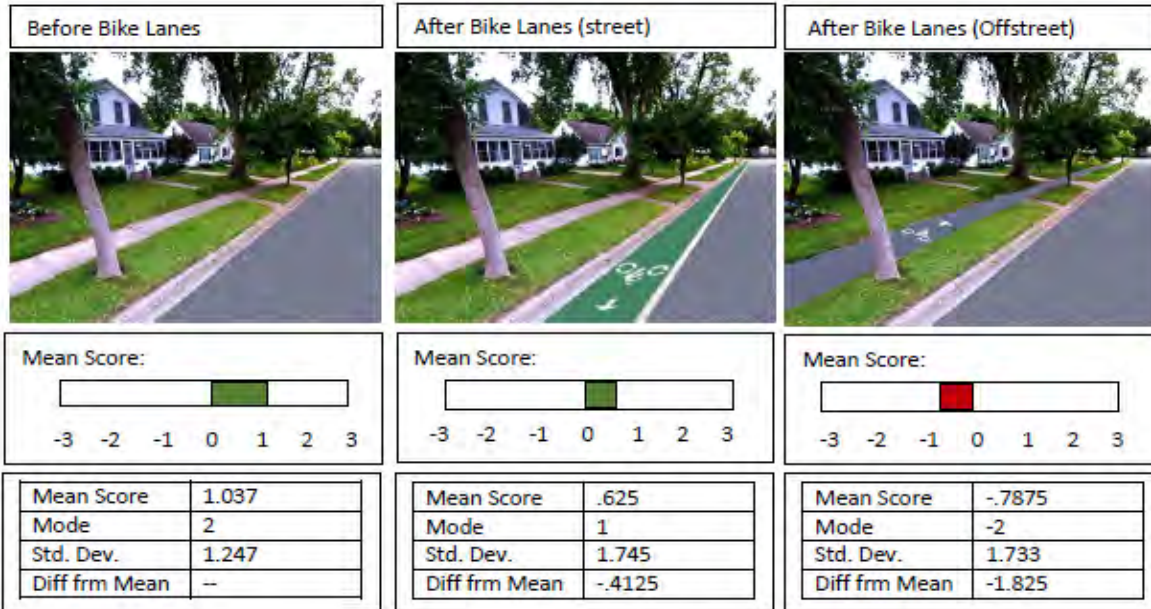 Before Bike Lanes
After Bike Lanes (street)
After Bike Lanes (Offstreet)
Mean Score:
-3 -2 -1 0 1 2 3
Mean Score:
-3 -2 -1 0 1 2 3
Mean Score:
-3 -2 -1 0 1 2 3
Mean Score 1.037
Mode 2
Std. Dev. 1.247
Diff frm Mean --
Mean Score .625
Mode 1
Std. Dev. 1.745
Diff frm Mean -.4125
Mean Score -.7875
Mode -2
Std. Dev. 1.733
Diff frm Mean -1.825